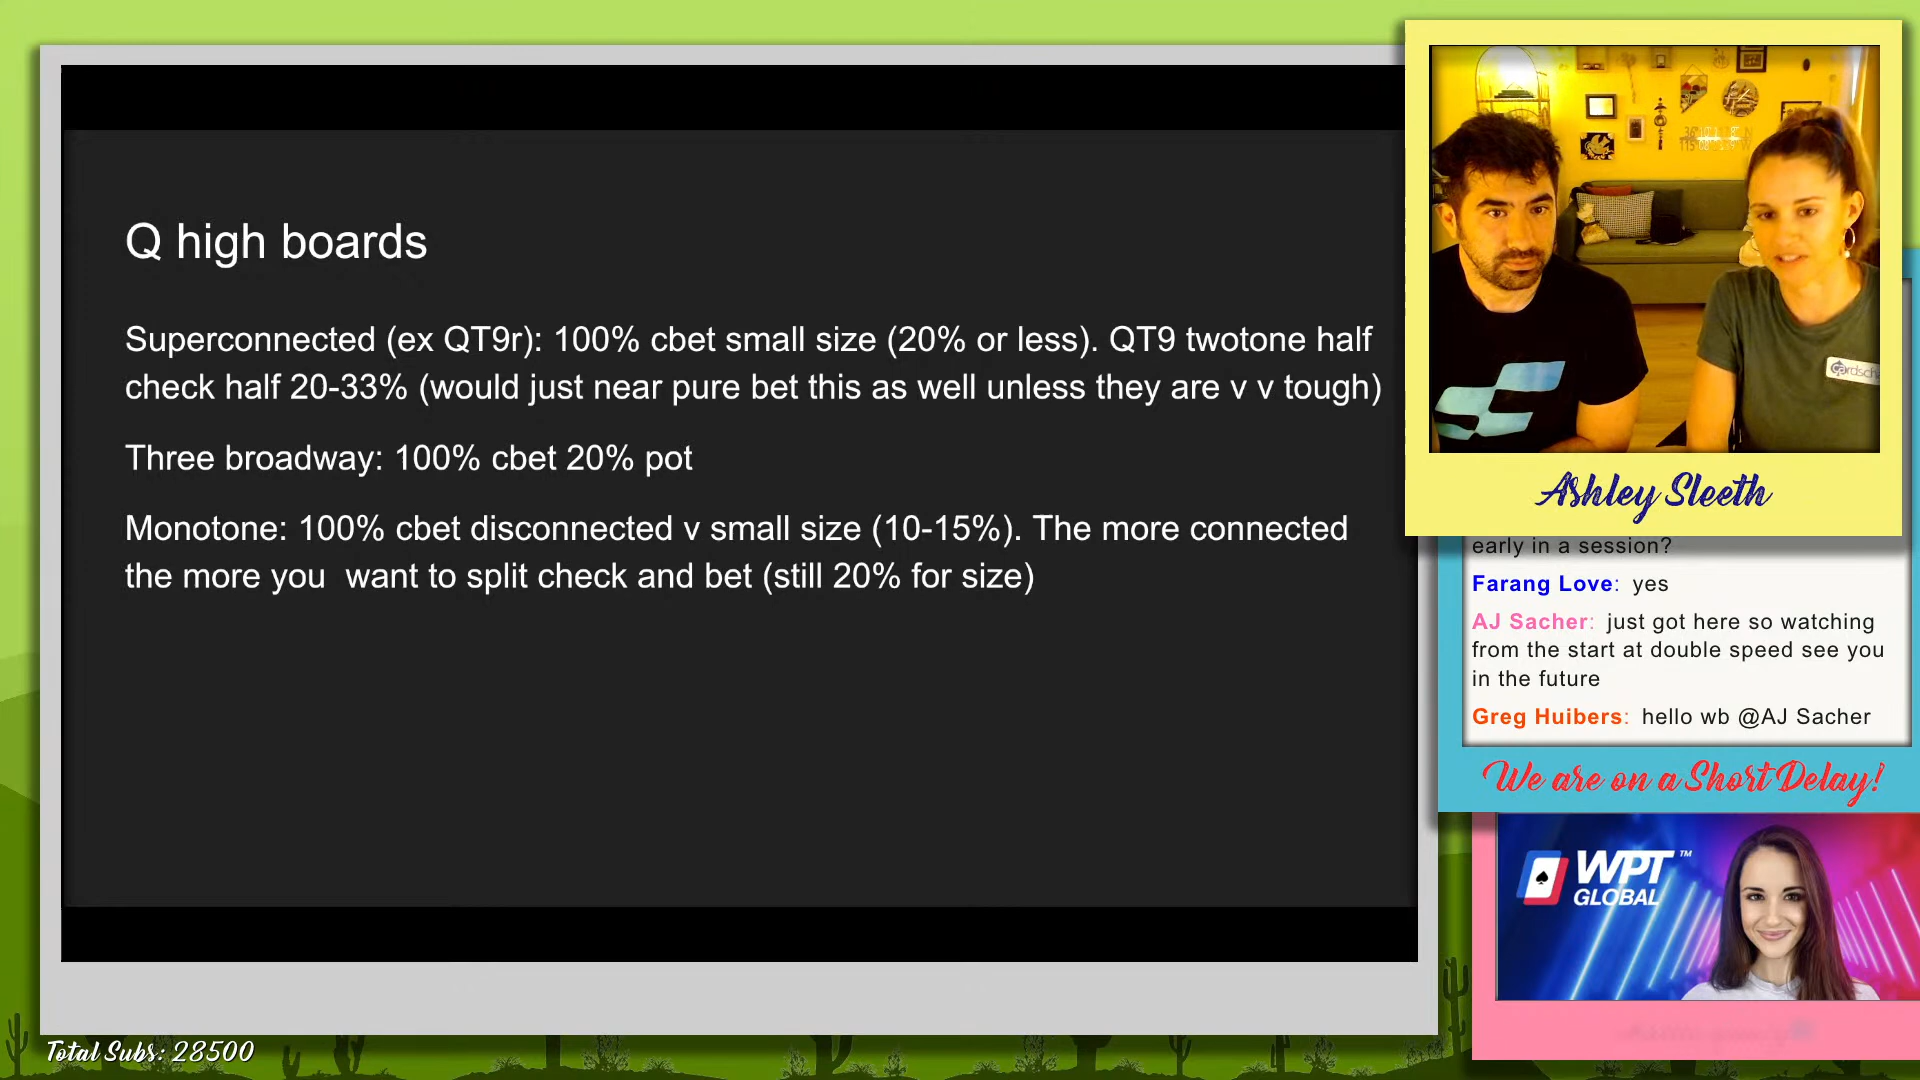 Q high boards
Superconnected (ex QT9r): 100% cbet small size (20% or less). QT9 twotone half
check half 20-33% (would just near pure bet this as well unless they are v v tough)
Three broadway: 100% cbet 20% pot
Monotone: 100% cbet disconnected v small size (10-15%). The more connected
the more you  want to split check and bet (still 20% for size)
Ashley Sleeth
early in a session?
Farang Love: yes
AJ Sacher: just got here so watching
from the start at double speed see you
in the future
Greg Huibers: hello wb @AJ Sacher
We are on a Short Delay!
WPT™
GLOBAL
Total Subs: 28500